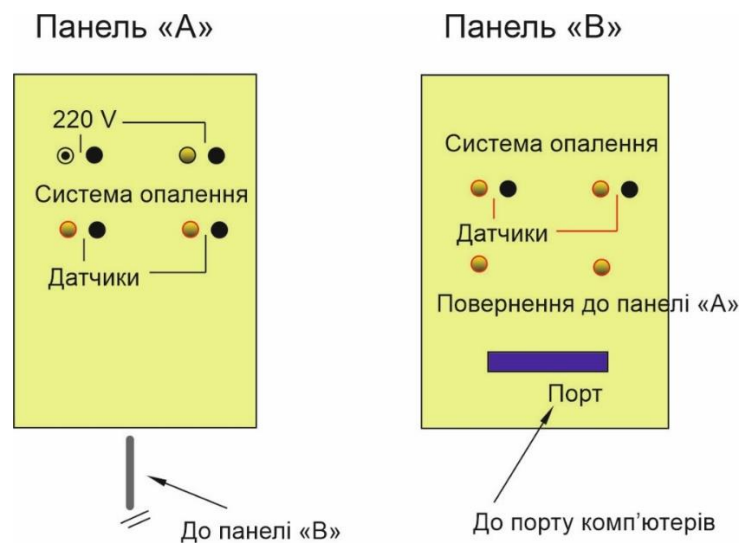 Панель «А»
220 V
Система опалення
Датчики
До панелі «В»
Панель «В»
Система опалення
Датчики
Повернення до панелі «А»
Порт
До порту комп’ютерів